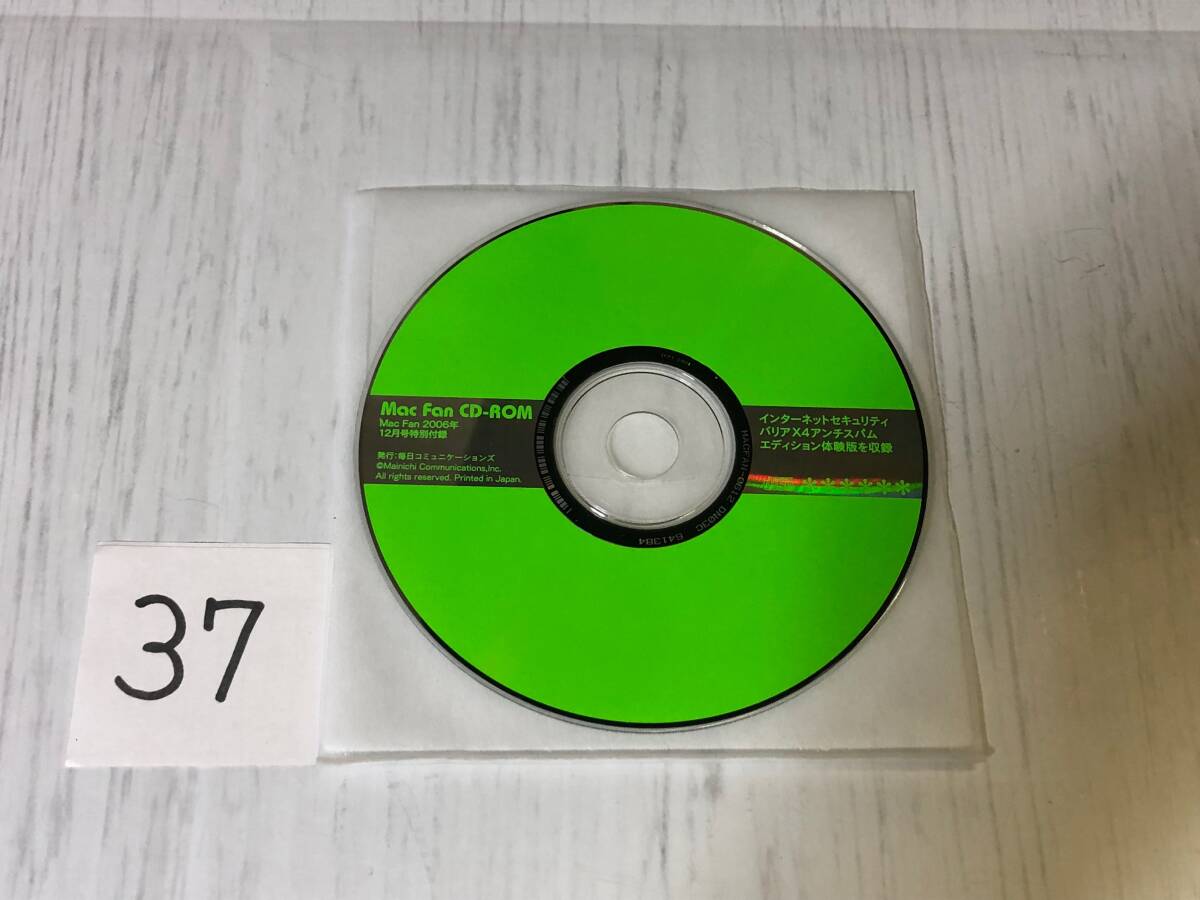 Mac Fan CD-ROM
Mac Fan 2006年
12月号特別付録
発行:毎日コミュニケーションズ
©Mainichi Communications,Inc.
All rights reserved. Printed in Japan.
インターネットセキュリティ
バリアX4アンチスパム
エディション体験版を収録
MACFAN-0612 DN03C 6413B4
37